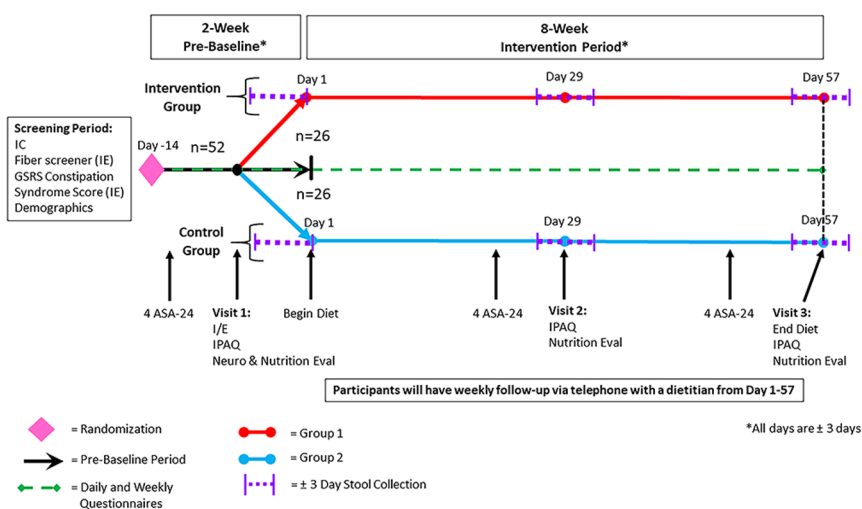 2-Week
Pre-Baseline*
8-Week
Intervention Period*
Intervention
Group
Day 1
Day 29
Day 57
Screening Period:
IC
Fiber screener (IE)
GSRS Constipation
Syndrome Score (IE)
Demographics
Day -14
n=52
n=26
n=26
Control
Group
Day 1
Day 29
Day 57
4 ASA-24
Visit 1:
I/E
IPAQ
Neuro & Nutrition Eval
Begin Diet
4 ASA-24
Visit 2:
IPAQ
Nutrition Eval
4 ASA-24
Visit 3:
End Diet
IPAQ
Nutrition Eval
Participants will have weekly follow-up via telephone with a dietitian from Day 1-57
= Randomization
= Pre-Baseline Period
= Daily and Weekly
Questionnaires
= Group 1
= Group 2
= ± 3 Day Stool Collection
*All days are ± 3 days